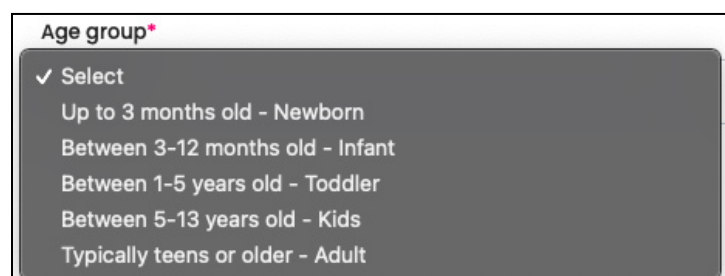 Age group*
✓ Select
Up to 3 months old - Newborn
Between 3-12 months old - Infant
Between 1-5 years old - Toddler
Between 5-13 years old - Kids
Typically teens or older - Adult